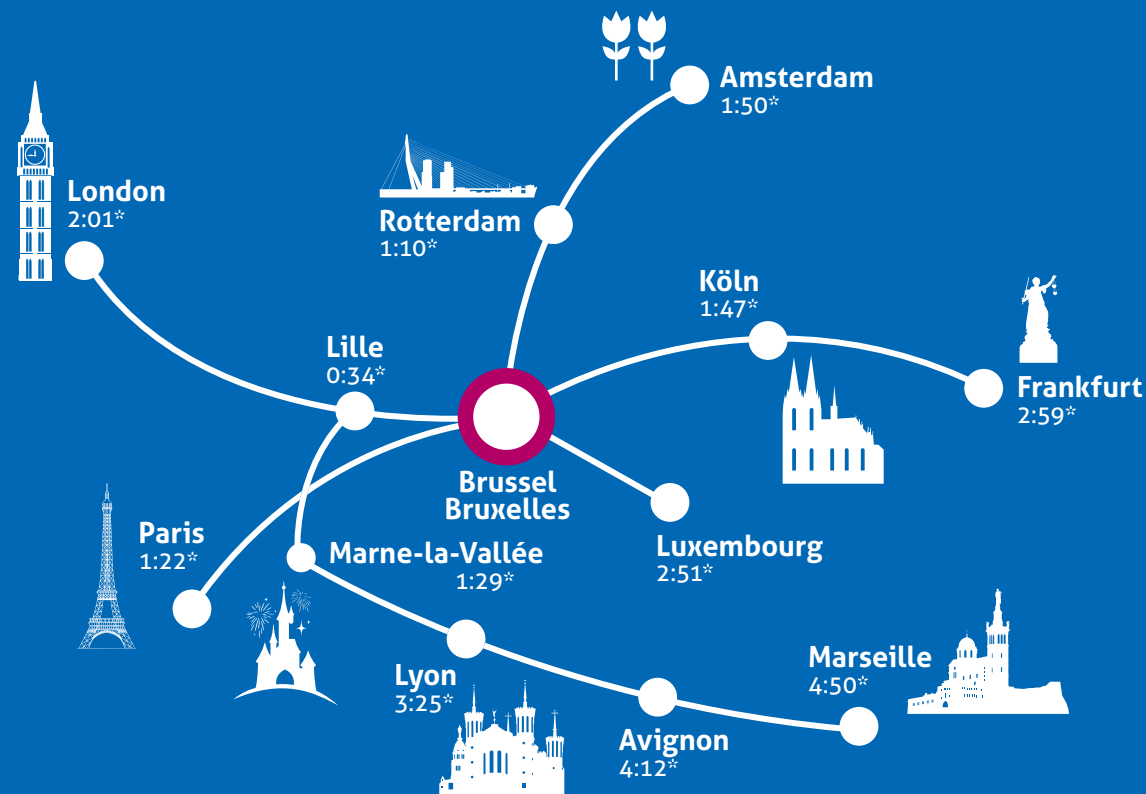 Amsterdam
1:50*
London
2:01*
Rotterdam
1:10*
Köln
1:47*
Lille
0:34*
Frankfurt
2:59*
Brussel
Bruxelles
Paris
1:22*
Marne-la-Vallée
1:29*
Luxembourg
2:51*
Lyon
3:25*
Marseille
4:50*
Avignon
4:12*